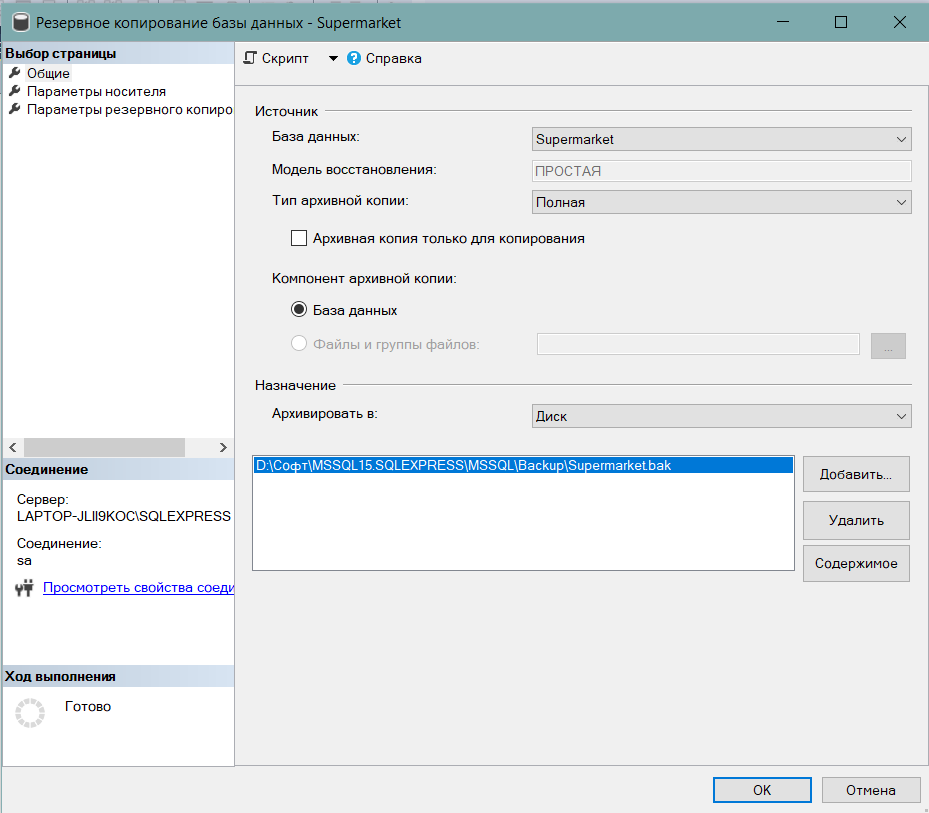 Резервное копирование базы данных - Supermarket
Выбор страницы
Общие
Параметры носителя
Параметры резервного копиро
Скрипт
Справка
Источник
База данных:
Supermarket
Модель восстановления:
ПРОСТАЯ
Тип архивной копии:
Полная
Архивная копия только для копирования
Компонент архивной копии:
База данных
Файлы и группы файлов:
...
Назначение
Архивировать в:
Диск
D:\Софт\MSSQL15.SQLEXPRESS\MSSQL\Backup\Supermarket.bak
Добавить...
Удалить
Содержимое
Соединение
Сервер:
LAPTOP-JLII9KOC\SQLEXPRESS
Соединение:
sa
Просмотреть свойства соеди
Ход выполнения
Готово
OK
Отмена